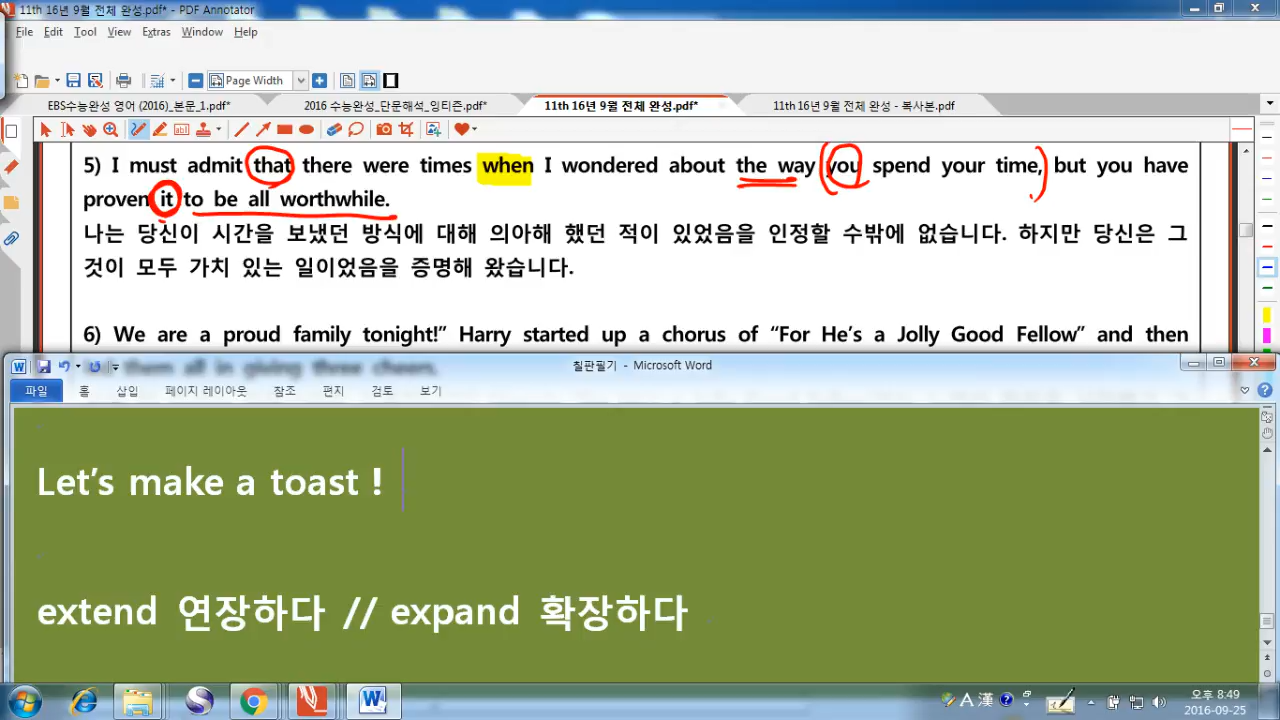 11th 16년 9월 전체 완성.pdf* - PDF Annotator
File Edit Tool View Extras Window Help
Page Width
EBS수능완성 영어 (2016)_본문_1.pdf* 2016 수능완성_단문해석_잉티즌.pdf* 11th 16년 9월 전체 완성.pdf* 11th 16년 9월 전체 완성 - 복사본.pdf
5) I must admit that there were times when I wondered about the way you spend your time, but you have
proven it to be all worthwhile.
나는 당신이 시간을 보냈던 방식에 대해 의아해 했던 적이 있었음을 인정할 수밖에 없습니다. 하지만 당신은 그
것이 모두 가치 있는 일이었음을 증명해 왔습니다.
6) We are a proud family tonight!” Harry started up a chorus of “For He’s a Jolly Good Fellow” and then
them all in giving three cheers.
칠판필기 - Microsoft Word
파일 홈 삽입 페이지 레이아웃 참조 편지 검토 보기
Let’s make a toast !
extend 연장하다 // expand 확장하다
A 漢
오후 8:49
2016-09-25